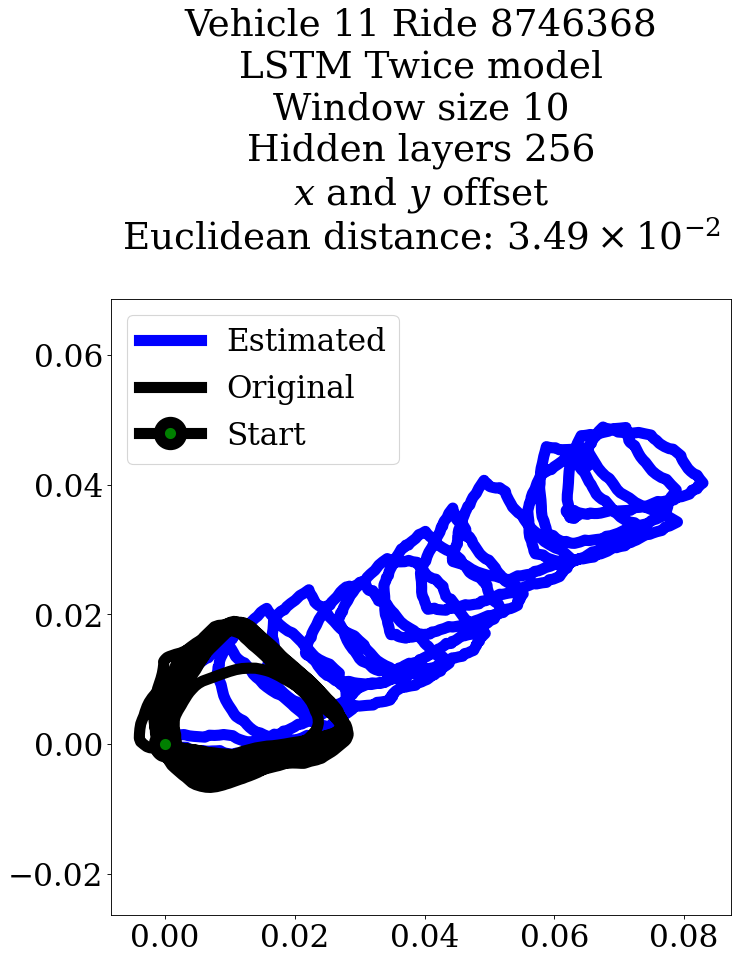 Vehicle 11 Ride 8746368
LSTM Twice model
Window size 10
Hidden layers 256
x and y offset
Euclidean distance: 3.49 × 10⁻²
Estimated
Original
Start
0.06
0.04
0.02
0.00
−0.02
0.00 0.02 0.04 0.06 0.08